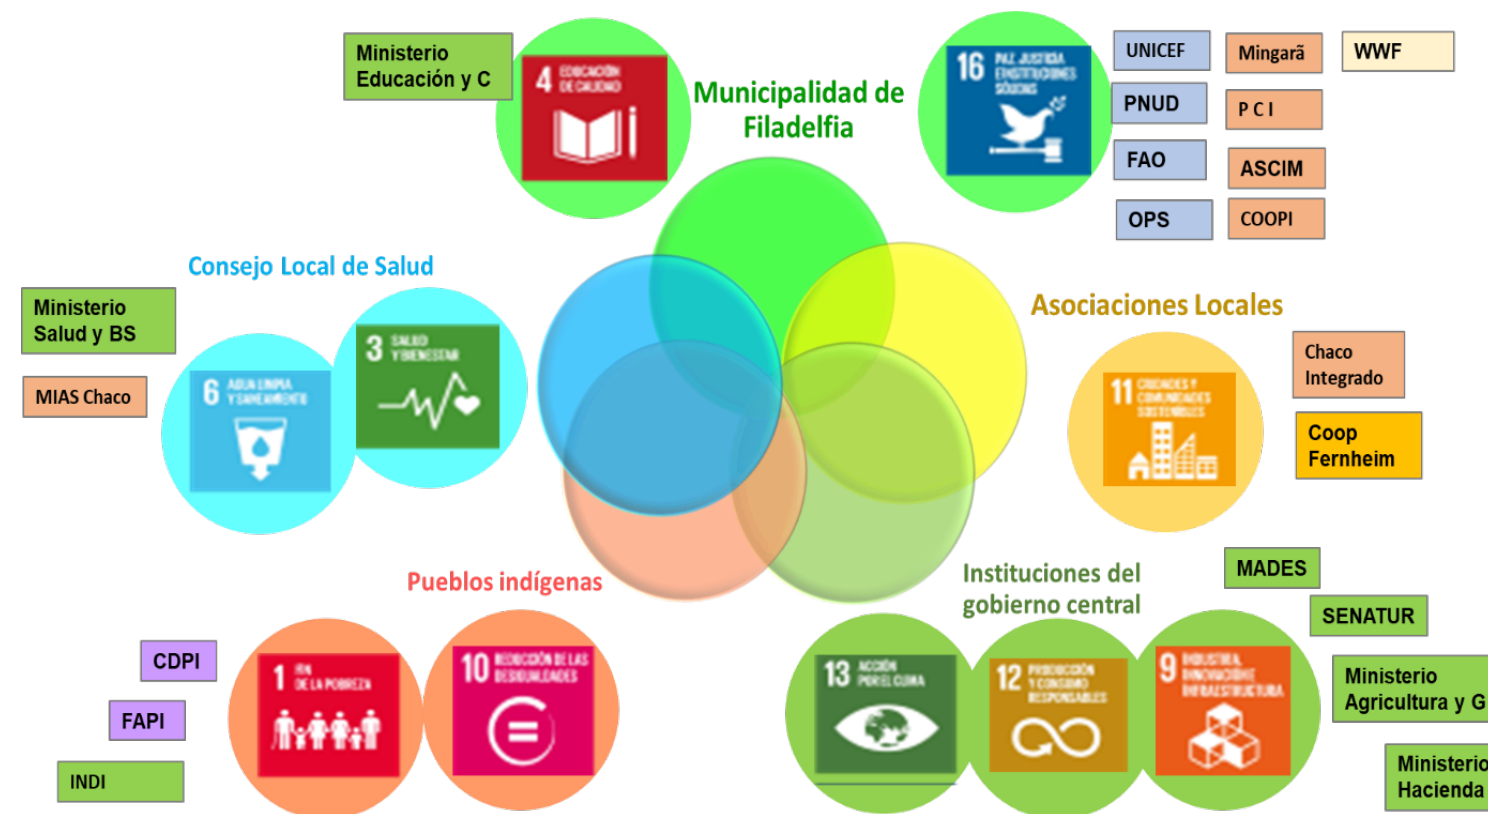 Ministerio
Educación y C
4 EDUCACIÓN
DE CALIDAD
Municipalidad de
Filadelfia
16 PAZ, JUSTICIA
E INSTITUCIONES
SÓLIDAS
UNICEF
Mingarã
WWF
PNUD
P C I
FAO
ASCIM
OPS
COOPI
Consejo Local de Salud
Ministerio
Salud y BS
MIAS Chaco
6 AGUA LIMPIA
Y SANEAMIENTO
3 SALUD
Y BIENESTAR
Asociaciones Locales
11 CIUDADES Y
COMUNIDADES
SOSTENIBLES
Chaco
Integrado
Coop
Fernheim
Pueblos indígenas
CDPI
FAPI
INDI
1 FIN
DE LA POBREZA
10 REDUCCIÓN DE LAS
DESIGUALDADES
Instituciones del
gobierno central
13 ACCIÓN
POR EL CLIMA
12 PRODUCCIÓN
Y CONSUMO
RESPONSABLES
9 INDUSTRIA,
INNOVACIÓN E
INFRAESTRUCTURA
MADES
SENATUR
Ministerio
Agricultura y G
Ministerio
Hacienda